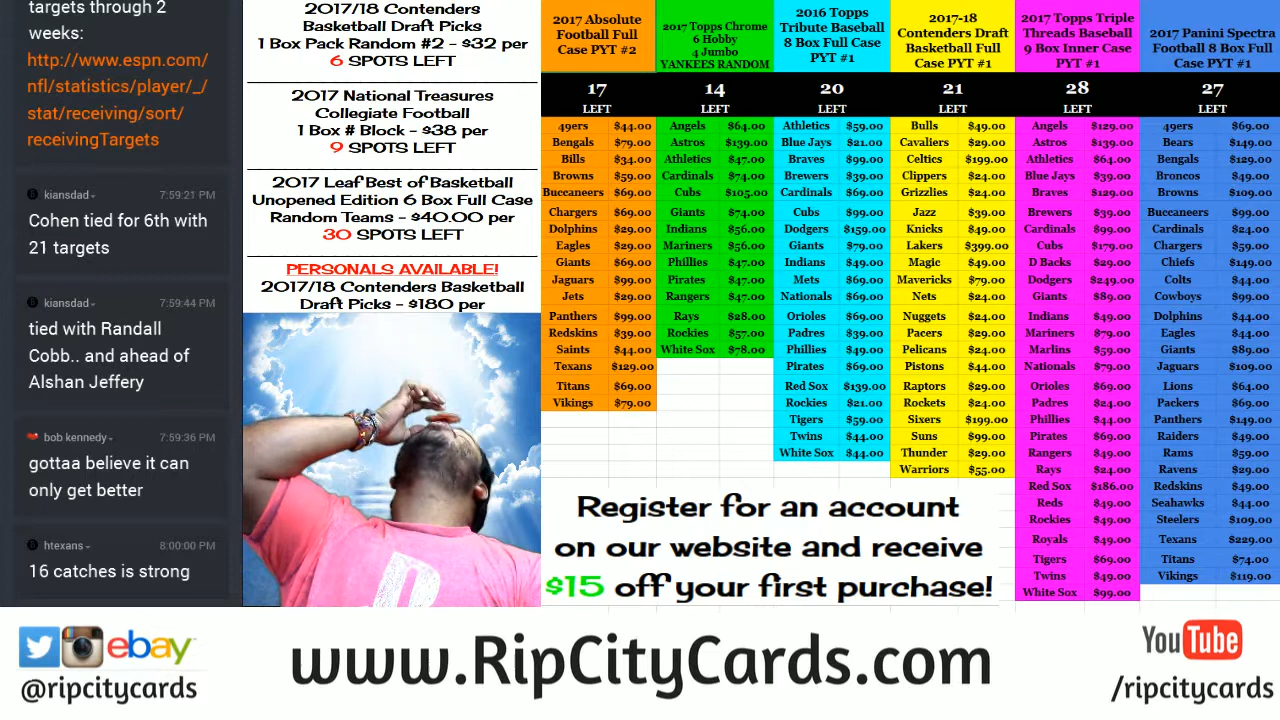 targets through 2
weeks:
http://www.espn.com/
nfl/statistics/player/_/
stat/receiving/sort/
receivingTargets
kiansdad 7:59:21 PM
Cohen tied for 6th with
21 targets
kiansdad 7:59:44 PM
tied with Randall
Cobb.. and ahead of
Alshan Jeffery
bob kennedy 7:59:36 PM
gottaa believe it can
only get better
htexans 8:00:00 PM
16 catches is strong
2017/18 Contenders
Basketball Draft Picks
1 Box Pack Random #2 - $32 per
6 SPOTS LEFT
2017 National Treasures
Collegiate Football
1 Box # Block - $38 per
9 SPOTS LEFT
2017 Leaf Best of Basketball
Unopened Edition 6 Box Full Case
Random Teams - $40.00 per
30 SPOTS LEFT
PERSONALS AVAILABLE!
2017/18 Contenders Basketball
Draft Picks - $180 per
2017 Absolute
Football Full
Case PYT #2
17
LEFT
49ers $44.00
Bengals $79.00
Bills $34.00
Browns $59.00
Buccaneers $69.00
Chargers $69.00
Dolphins $29.00
Eagles $29.00
Giants $69.00
Jaguars $99.00
Jets $29.00
Panthers $99.00
Redskins $39.00
Saints $44.00
Texans $129.00
Titans $69.00
Vikings $79.00
2017 Topps Chrome
6 Hobby
4 Jumbo
YANKEES RANDOM
14
LEFT
Angels $64.00
Astros $139.00
Athletics $47.00
Cardinals $74.00
Cubs $105.00
Giants $74.00
Indians $56.00
Mariners $56.00
Phillies $47.00
Pirates $47.00
Rangers $47.00
Rays $28.00
Rockies $57.00
White Sox $78.00
2016 Topps
Tribute Baseball
8 Box Full Case
PYT #1
20
LEFT
Athletics $59.00
Blue Jays $21.00
Braves $99.00
Brewers $39.00
Cardinals $69.00
Cubs $99.00
Dodgers $159.00
Giants $79.00
Indians $49.00
Mets $69.00
Nationals $69.00
Orioles $69.00
Padres $39.00
Phillies $49.00
Pirates $69.00
Red Sox $139.00
Rockies $21.00
Tigers $59.00
Twins $44.00
White Sox $44.00
2017-18
Contenders Draft
Basketball Full
Case PYT #1
21
LEFT
Bulls $49.00
Cavaliers $29.00
Celtics $199.00
Clippers $24.00
Grizzlies $24.00
Jazz $39.00
Knicks $49.00
Lakers $399.00
Magic $49.00
Mavericks $79.00
Nets $24.00
Nuggets $24.00
Pacers $29.00
Pelicans $24.00
Pistons $44.00
Raptors $29.00
Rockets $24.00
Sixers $199.00
Suns $99.00
Thunder $29.00
Warriors $55.00
2017 Topps Triple
Threads Baseball
9 Box Inner Case
PYT #1
28
LEFT
Angels $129.00
Astros $139.00
Athletics $64.00
Blue Jays $39.00
Braves $129.00
Brewers $39.00
Cardinals $99.00
Cubs $179.00
D Backs $29.00
Dodgers $249.00
Giants $89.00
Indians $49.00
Mariners $79.00
Marlins $59.00
Nationals $79.00
Orioles $69.00
Padres $24.00
Phillies $44.00
Pirates $69.00
Rangers $49.00
Rays $24.00
Red Sox $186.00
Reds $49.00
Rockies $49.00
Royals $49.00
Tigers $69.00
Twins $49.00
White Sox $99.00
2017 Panini Spectra
Football 8 Box Full
Case PYT #1
27
LEFT
49ers $69.00
Bears $149.00
Bengals $129.00
Broncos $49.00
Browns $109.00
Buccaneers $99.00
Cardinals $24.00
Chargers $59.00
Chiefs $149.00
Colts $44.00
Cowboys $99.00
Dolphins $44.00
Eagles $44.00
Giants $89.00
Jaguars $109.00
Lions $64.00
Packers $69.00
Panthers $149.00
Raiders $49.00
Rams $59.00
Ravens $29.00
Redskins $49.00
Seahawks $44.00
Steelers $109.00
Texans $229.00
Titans $74.00
Vikings $119.00
Register for an account
on our website and receive
$15 off your first purchase!
ebay
@ripcitycards
www.RipCityCards.com
YouTube
/ripcitycards